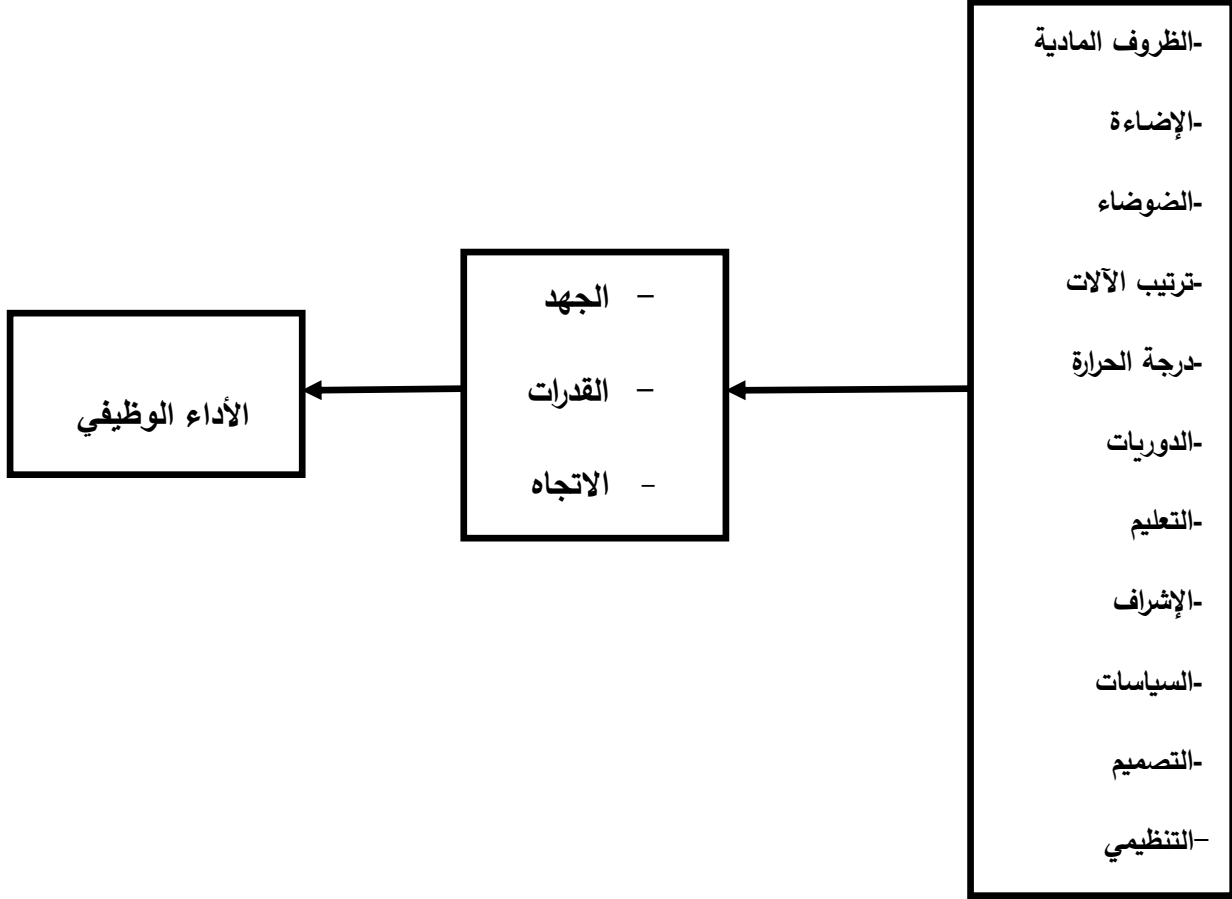 -الظروف المادية
-الإضاءة
-الضوضاء
-ترتيب الآلات
-درجة الحرارة
-الدوريات
-التعليم
-الإشراف
-السياسات
-التصميم
-التنظيمي
- الجهد
- القدرات
- الاتجاه
الأداء الوظيفي